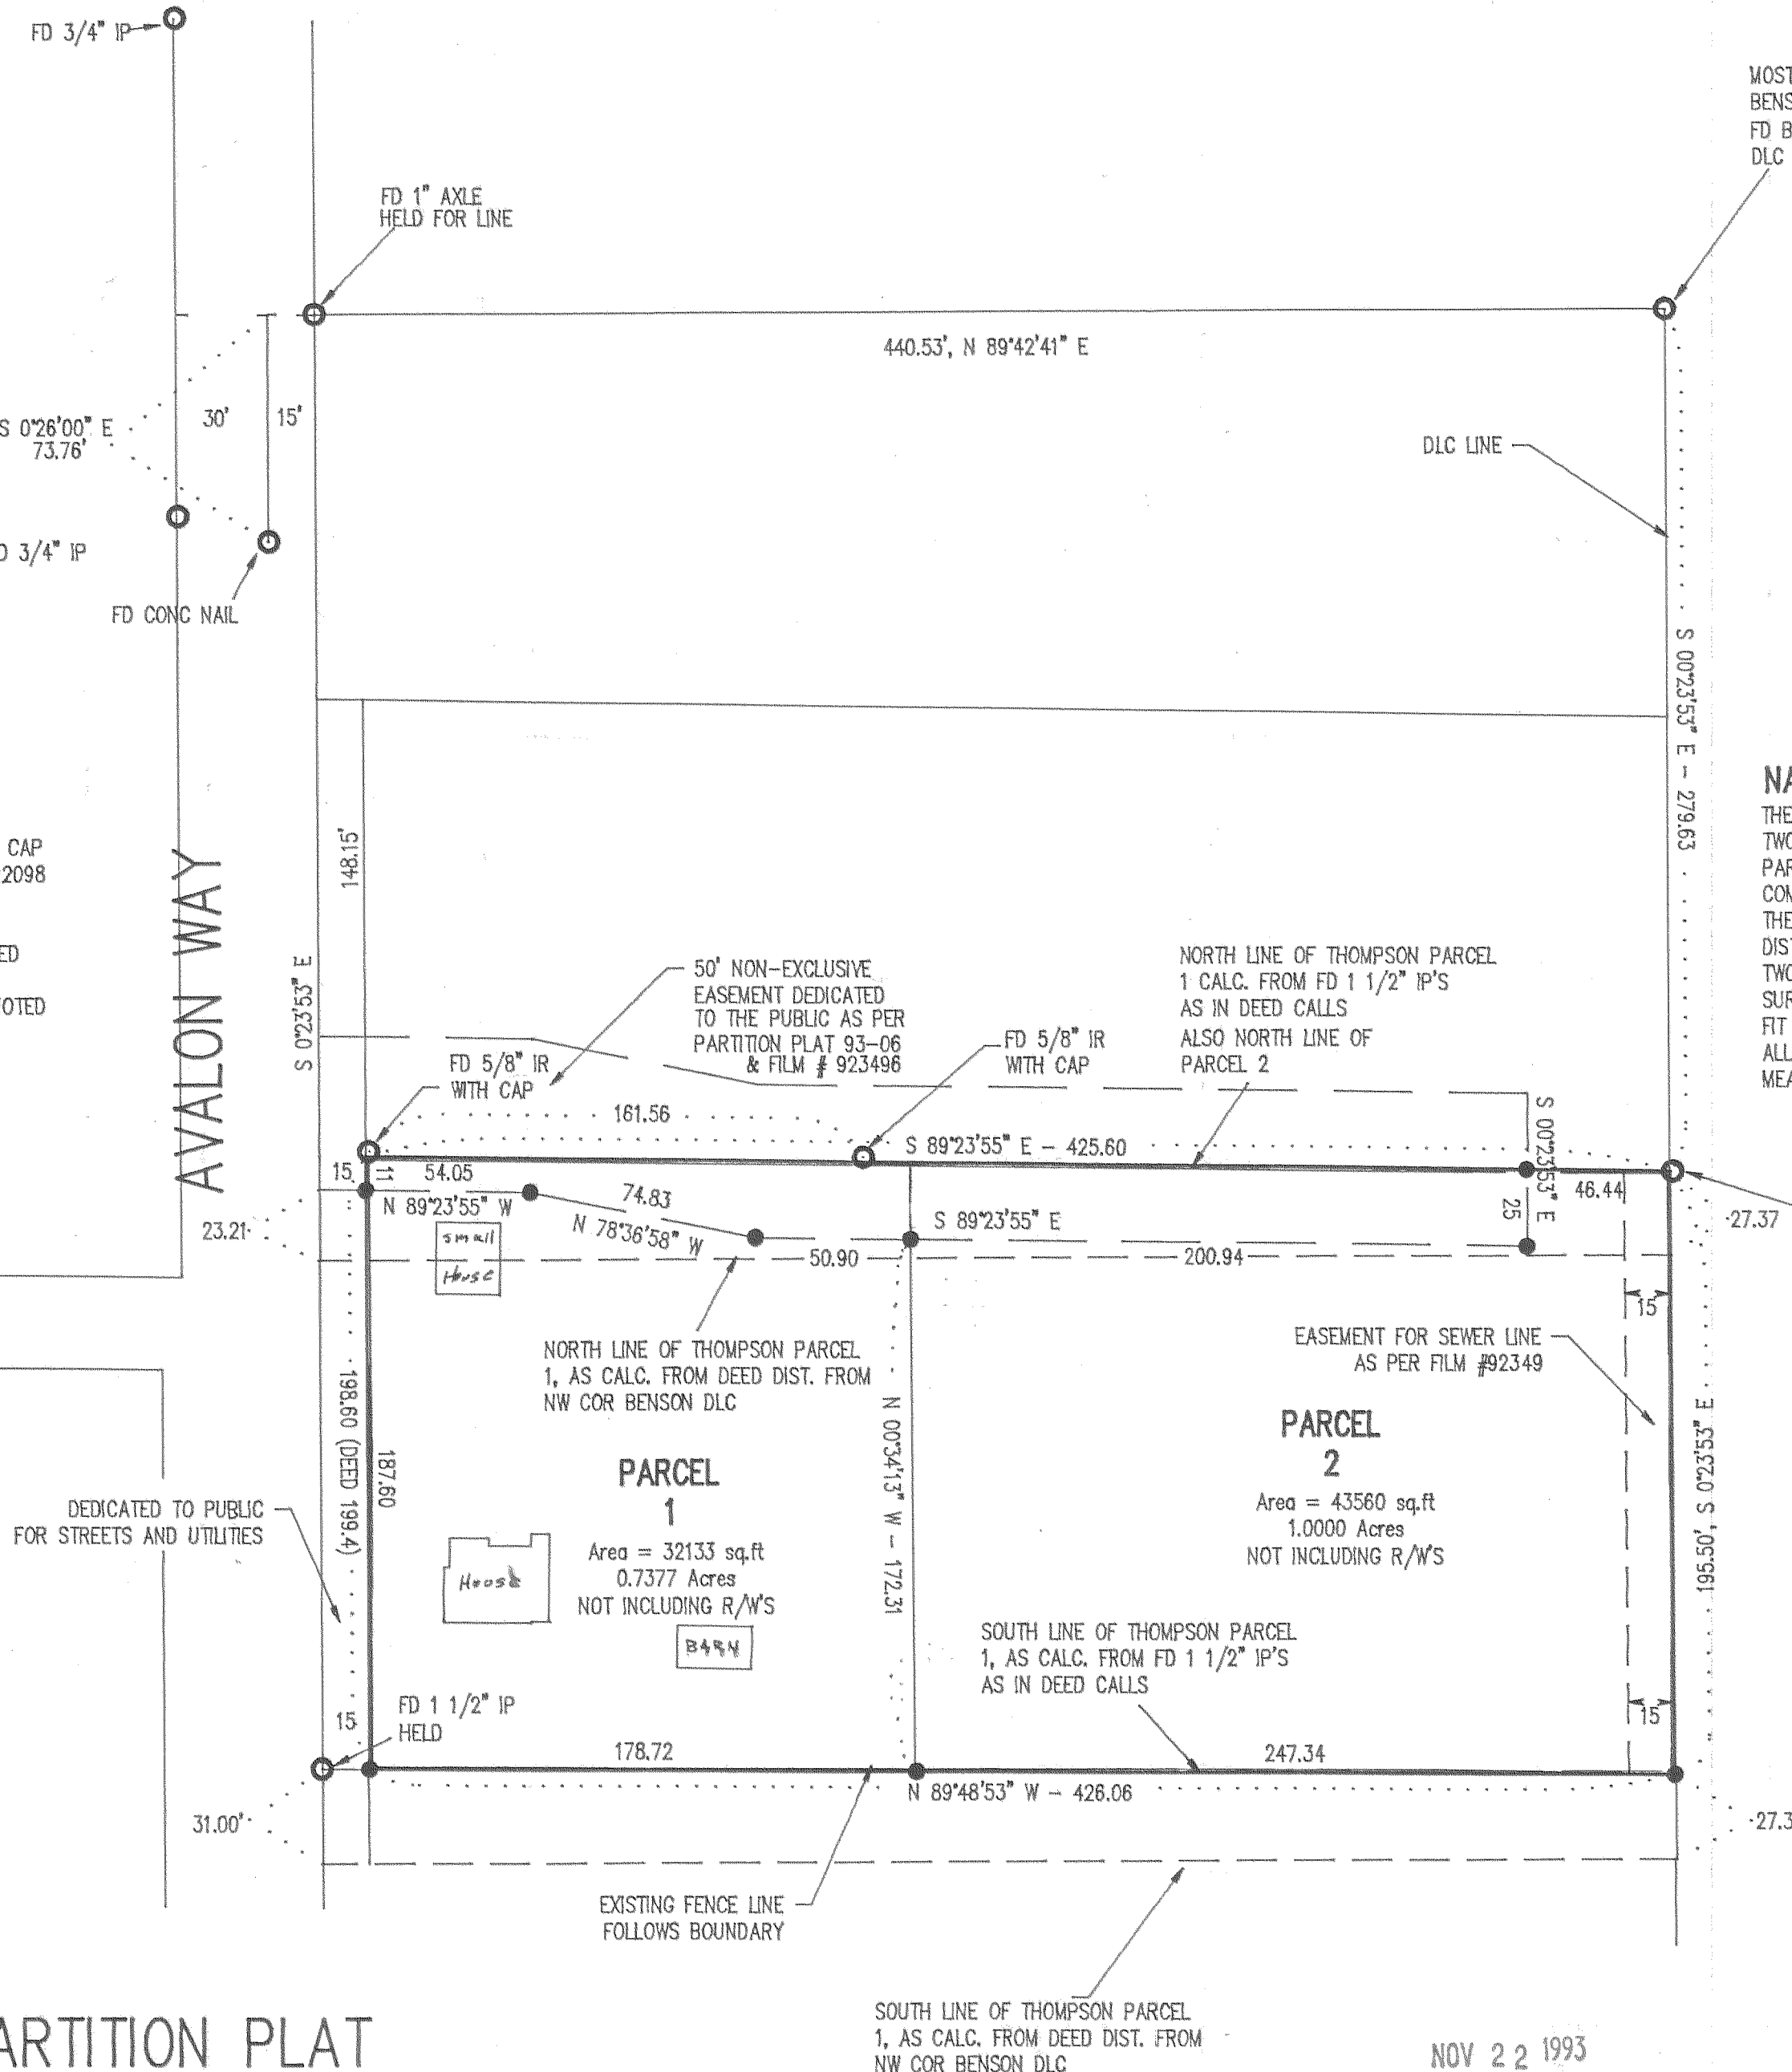 FD 3/4" IP
MOST
BENS
FD B
DLC
FD 1" AXLE
HELD FOR LINE
440.53', N 89°42'41" E
S 0°26'00" E
73.76'
30'
15'
DLC LINE
3/4" IP
FD CONC NAIL
S 00°23'53" E - 279.63
CAP
2098
ED
OTED
AVALON WAY
148.15'
S 0°23'53" E
NA
THE
TWO
PAR
COM
THE
DIST
TWO
SUR
FIT
ALL
MEA
50' NON-EXCLUSIVE
EASEMENT DEDICATED
TO THE PUBLIC AS PER
PARTITION PLAT 93-06
& FILM # 923496
NORTH LINE OF THOMPSON PARCEL
1 CALC. FROM FD 1 1/2" IP'S
AS IN DEED CALLS
ALSO NORTH LINE OF
PARCEL 2
FD 5/8" IR
WITH CAP
FD 5/8" IR
WITH CAP
161.56
S 89°23'55" E - 425.60
S 00°23'53" E
15
11
54.05
N 89°23'55" W
74.83
N 78°36'58" W
S 89°23'55" E
25
46.44
27.37
23.21
small
House
50.90
200.94
15
NORTH LINE OF THOMPSON PARCEL
1, AS CALC. FROM DEED DIST. FROM
NW COR BENSON DLC
EASEMENT FOR SEWER LINE
AS PER FILM #92349
198.60 (DEED 199.4)
187.60
N 00°34'13" W - 172.31
195.50', S 0°23'53" E
PARCEL
1
Area = 32133 sq.ft
0.7377 Acres
NOT INCLUDING R/W'S
PARCEL
2
Area = 43560 sq.ft
1.0000 Acres
NOT INCLUDING R/W'S
DEDICATED TO PUBLIC
FOR STREETS AND UTILITIES
House
BARN
SOUTH LINE OF THOMPSON PARCEL
1, AS CALC. FROM FD 1 1/2" IP'S
AS IN DEED CALLS
15
FD 1 1/2" IP
HELD
15
178.72
247.34
N 89°48'53" W - 426.06
31.00'
27.3
EXISTING FENCE LINE
FOLLOWS BOUNDARY
SOUTH LINE OF THOMPSON PARCEL
1, AS CALC. FROM DEED DIST. FROM
NW COR BENSON DLC
ARTITION PLAT
NOV 22 1993